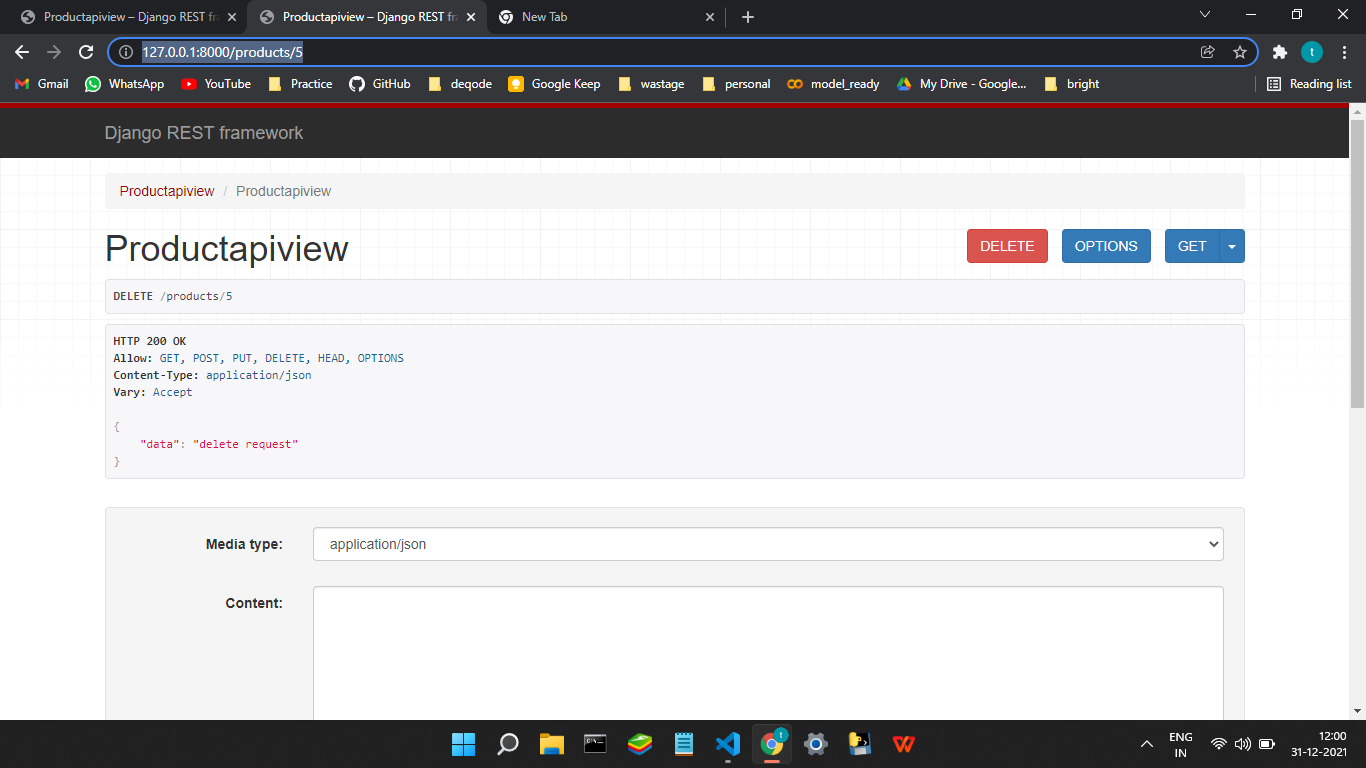 Productapiview – Django REST fr
Productapiview – Django REST fr
New Tab
127.0.0.1:8000/products/5
t
Gmail
WhatsApp
YouTube
Practice
GitHub
deqode
Google Keep
wastage
personal
model_ready
My Drive - Google...
bright
Reading list
Django REST framework
Productapiview / Productapiview
Productapiview
DELETE
OPTIONS
GET
DELETE /products/5
HTTP 200 OK
Allow: GET, POST, PUT, DELETE, HEAD, OPTIONS
Content-Type: application/json
Vary: Accept
{
"data": "delete request"
}
Media type:
application/json
Content:
t
ENG
IN
12:00
31-12-2021